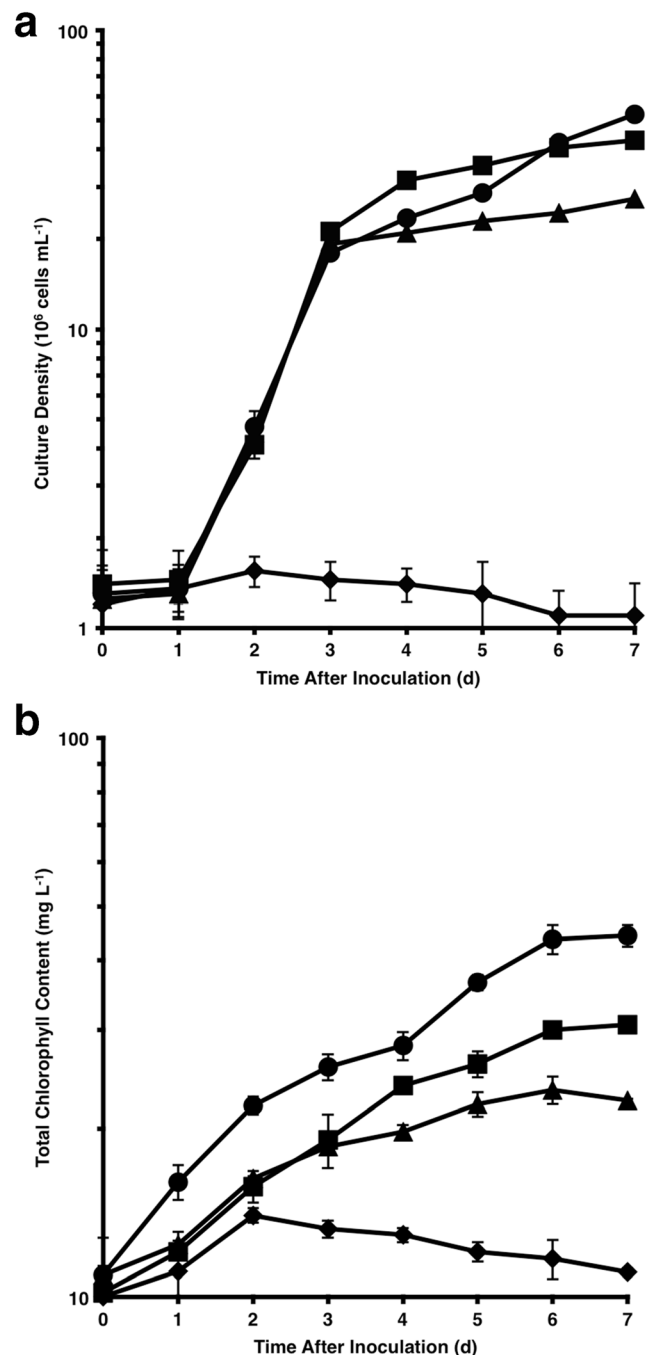 a
100
10
1
Culture Density (10⁶ cells mL⁻¹)
0 1 2 3 4 5 6 7
Time After Inoculation (d)
b
100
10
Total Chlorophyll Content (mg L⁻¹)
0 1 2 3 4 5 6 7
Time After Inoculation (d)